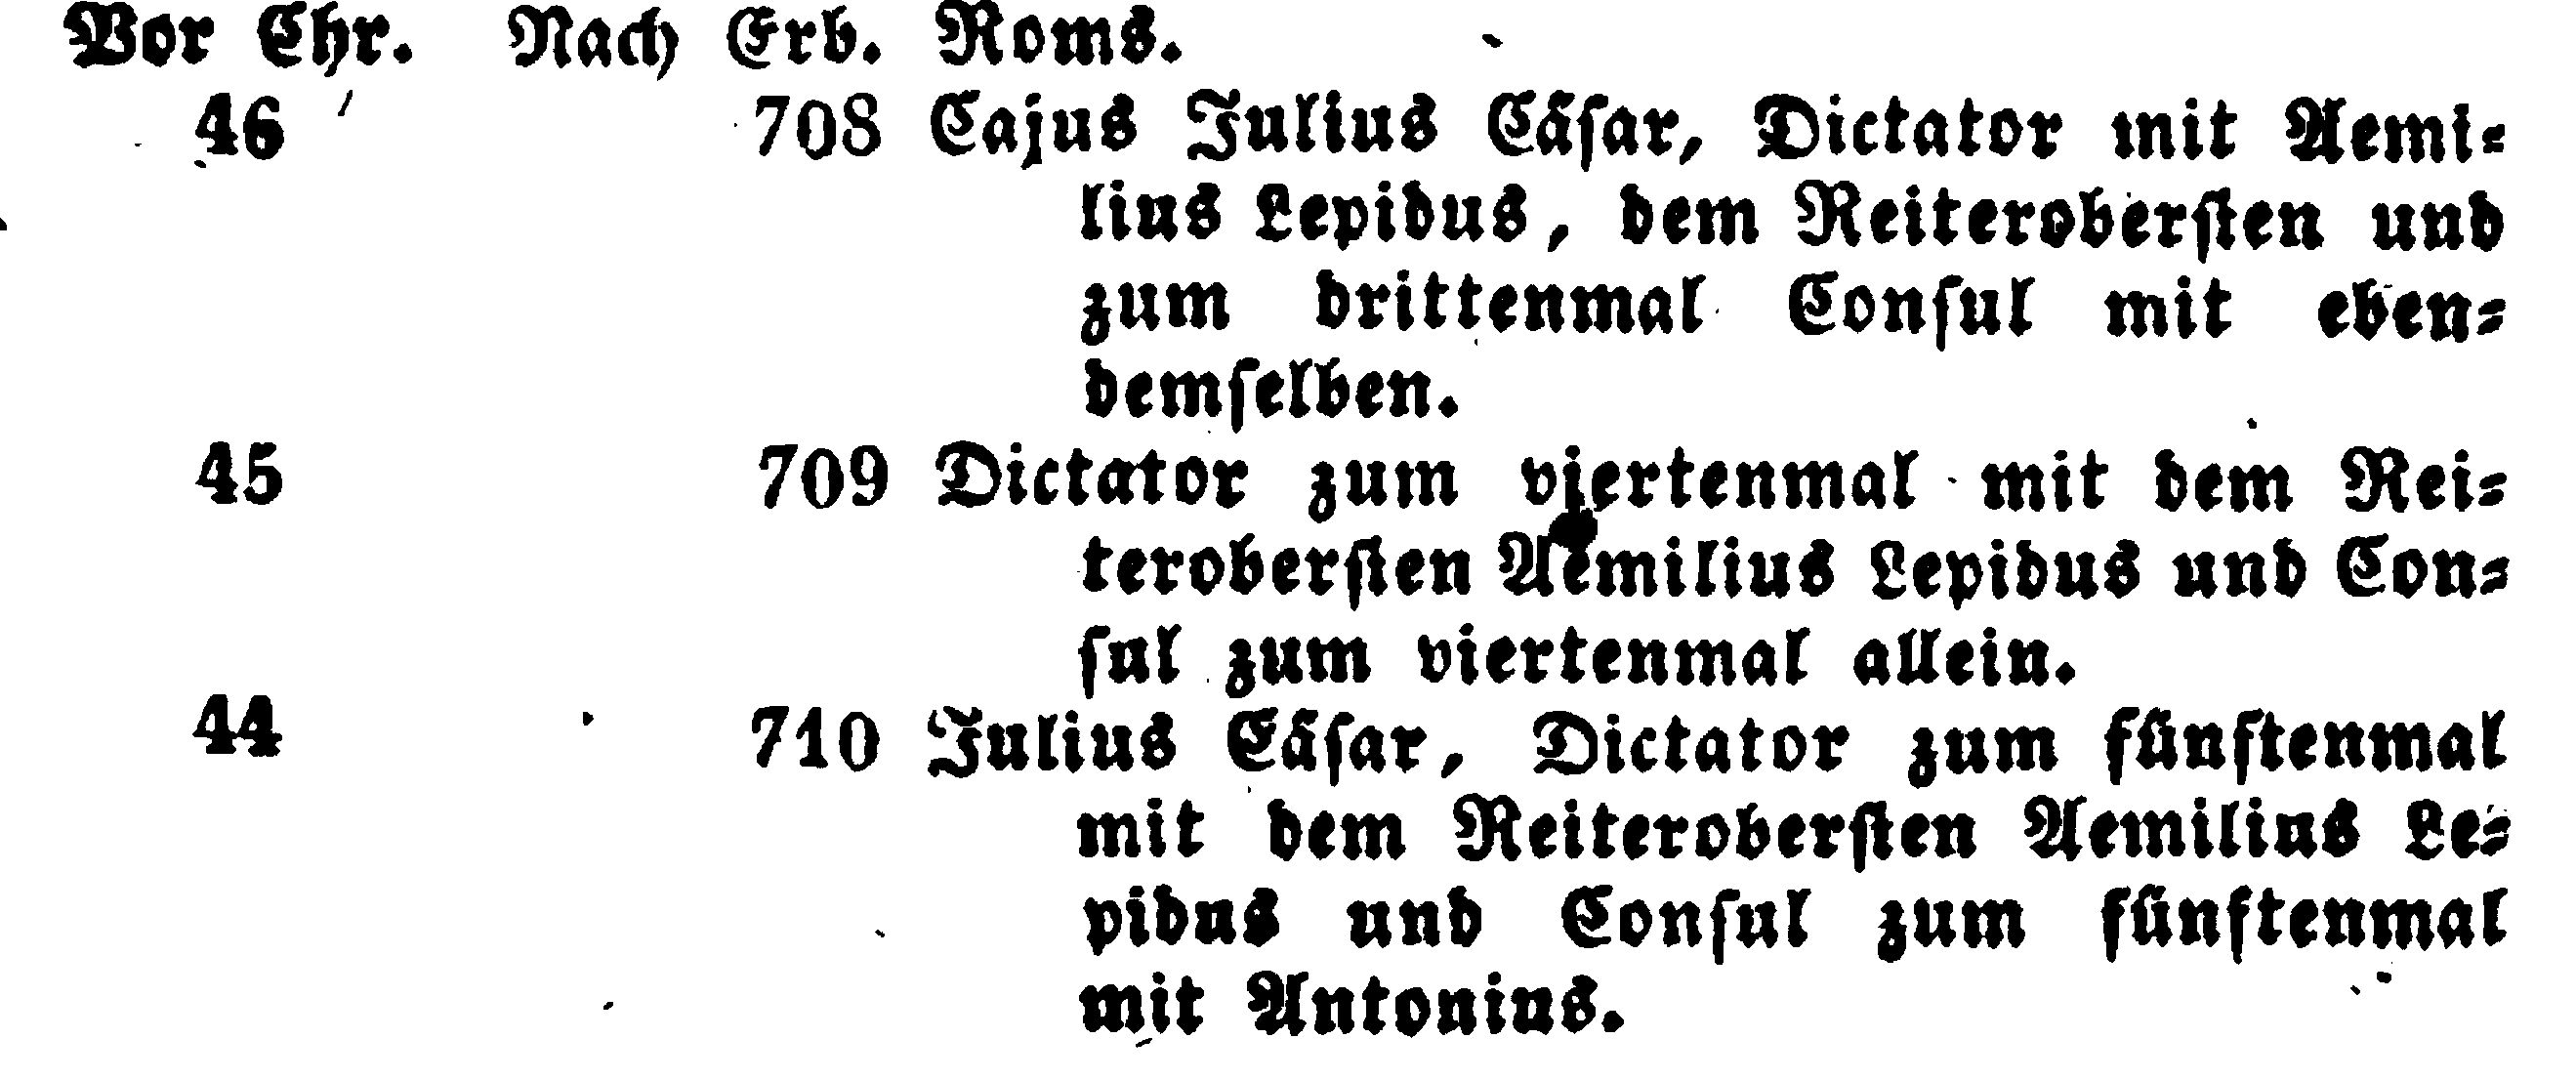 Vor Chr. Nach Erb. Roms.
46 708 Cajus Julius Cäſar, Dictator mit Aemi⸗
lius Lepidus, dem Reiteroberſten und
zum drittenmal Conſul mit eben⸗
demſelben.
45 709 Dictator zum viertenmal mit dem Rei⸗
teroberſten Aemilius Lepidus und Con⸗
ſul zum viertenmal allein.
44 710 Julius Cäſar, Dictator zum fünftenmal
mit dem Reiteroberſten Aemilius Le⸗
pidus und Conſul zum fünftenmal
mit Antonius.